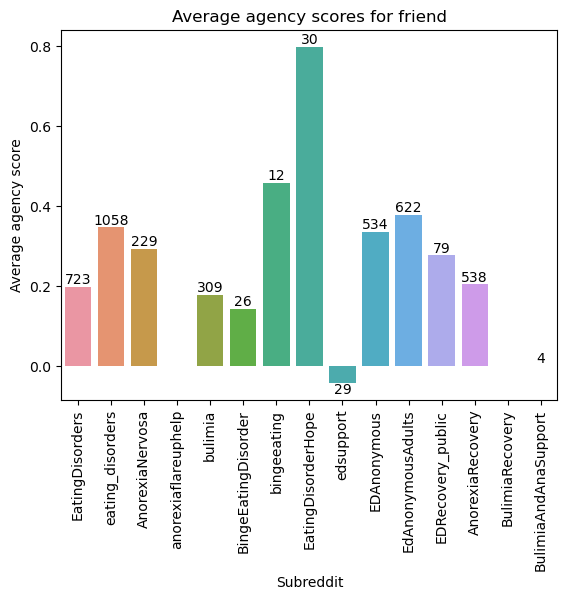 Average agency scores for friend
Average agency score
0.8
0.6
0.4
0.2
0.0
723
1058
229
309
26
12
30
29
534
622
79
538
4
EatingDisorders
eating_disorders
AnorexiaNervosa
anorexiaflareuphelp
bulimia
BingeEatingDisorder
bingeeating
EatingDisorderHope
edsupport
EDAnonymous
EdAnonymousAdults
EDRecovery_public
AnorexiaRecovery
BulimiaRecovery
BulimiaAndAnaSupport
Subreddit